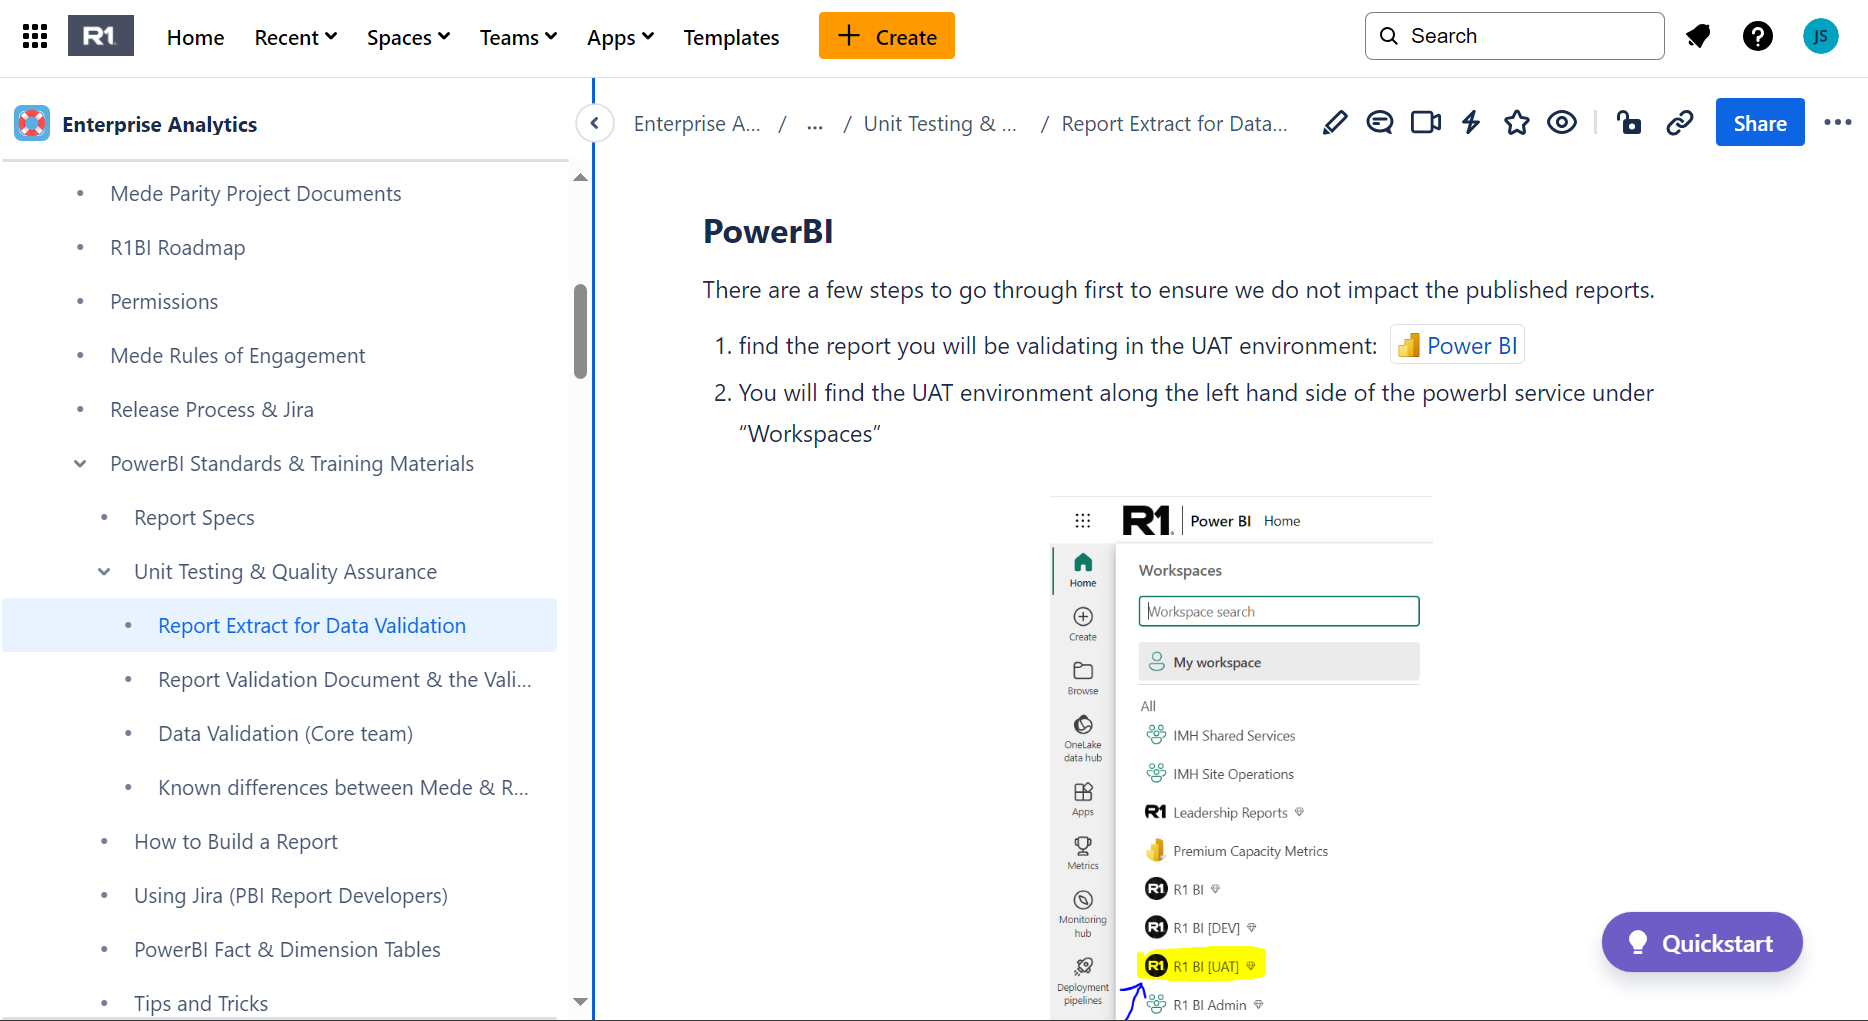 R1
Home
Recent
Spaces
Teams
Apps
Templates
Create
Search
JS
Enterprise Analytics
Mede Parity Project Documents
R1BI Roadmap
Permissions
Mede Rules of Engagement
Release Process & Jira
PowerBI Standards & Training Materials
Report Specs
Unit Testing & Quality Assurance
Report Extract for Data Validation
Report Validation Document & the Vali...
Data Validation (Core team)
Known differences between Mede & R...
How to Build a Report
Using Jira (PBI Report Developers)
PowerBI Fact & Dimension Tables
Tips and Tricks
Enterprise A... / ... / Unit Testing & ... / Report Extract for Data...
Share
PowerBI
There are a few steps to go through first to ensure we do not impact the published reports.
1. find the report you will be validating in the UAT environment: Power BI
2. You will find the UAT environment along the left hand side of the powerbI service under
“Workspaces”
R1. Power BI Home
Home
Create
Browse
OneLake
data hub
Apps
Metrics
Monitoring
hub
Deployment
pipelines
Workspaces
Workspace search
My workspace
All
IMH Shared Services
IMH Site Operations
R1 Leadership Reports
Premium Capacity Metrics
R1 R1 BI
R1 R1 BI [DEV]
R1 R1 BI [UAT]
R1 BI Admin
Quickstart